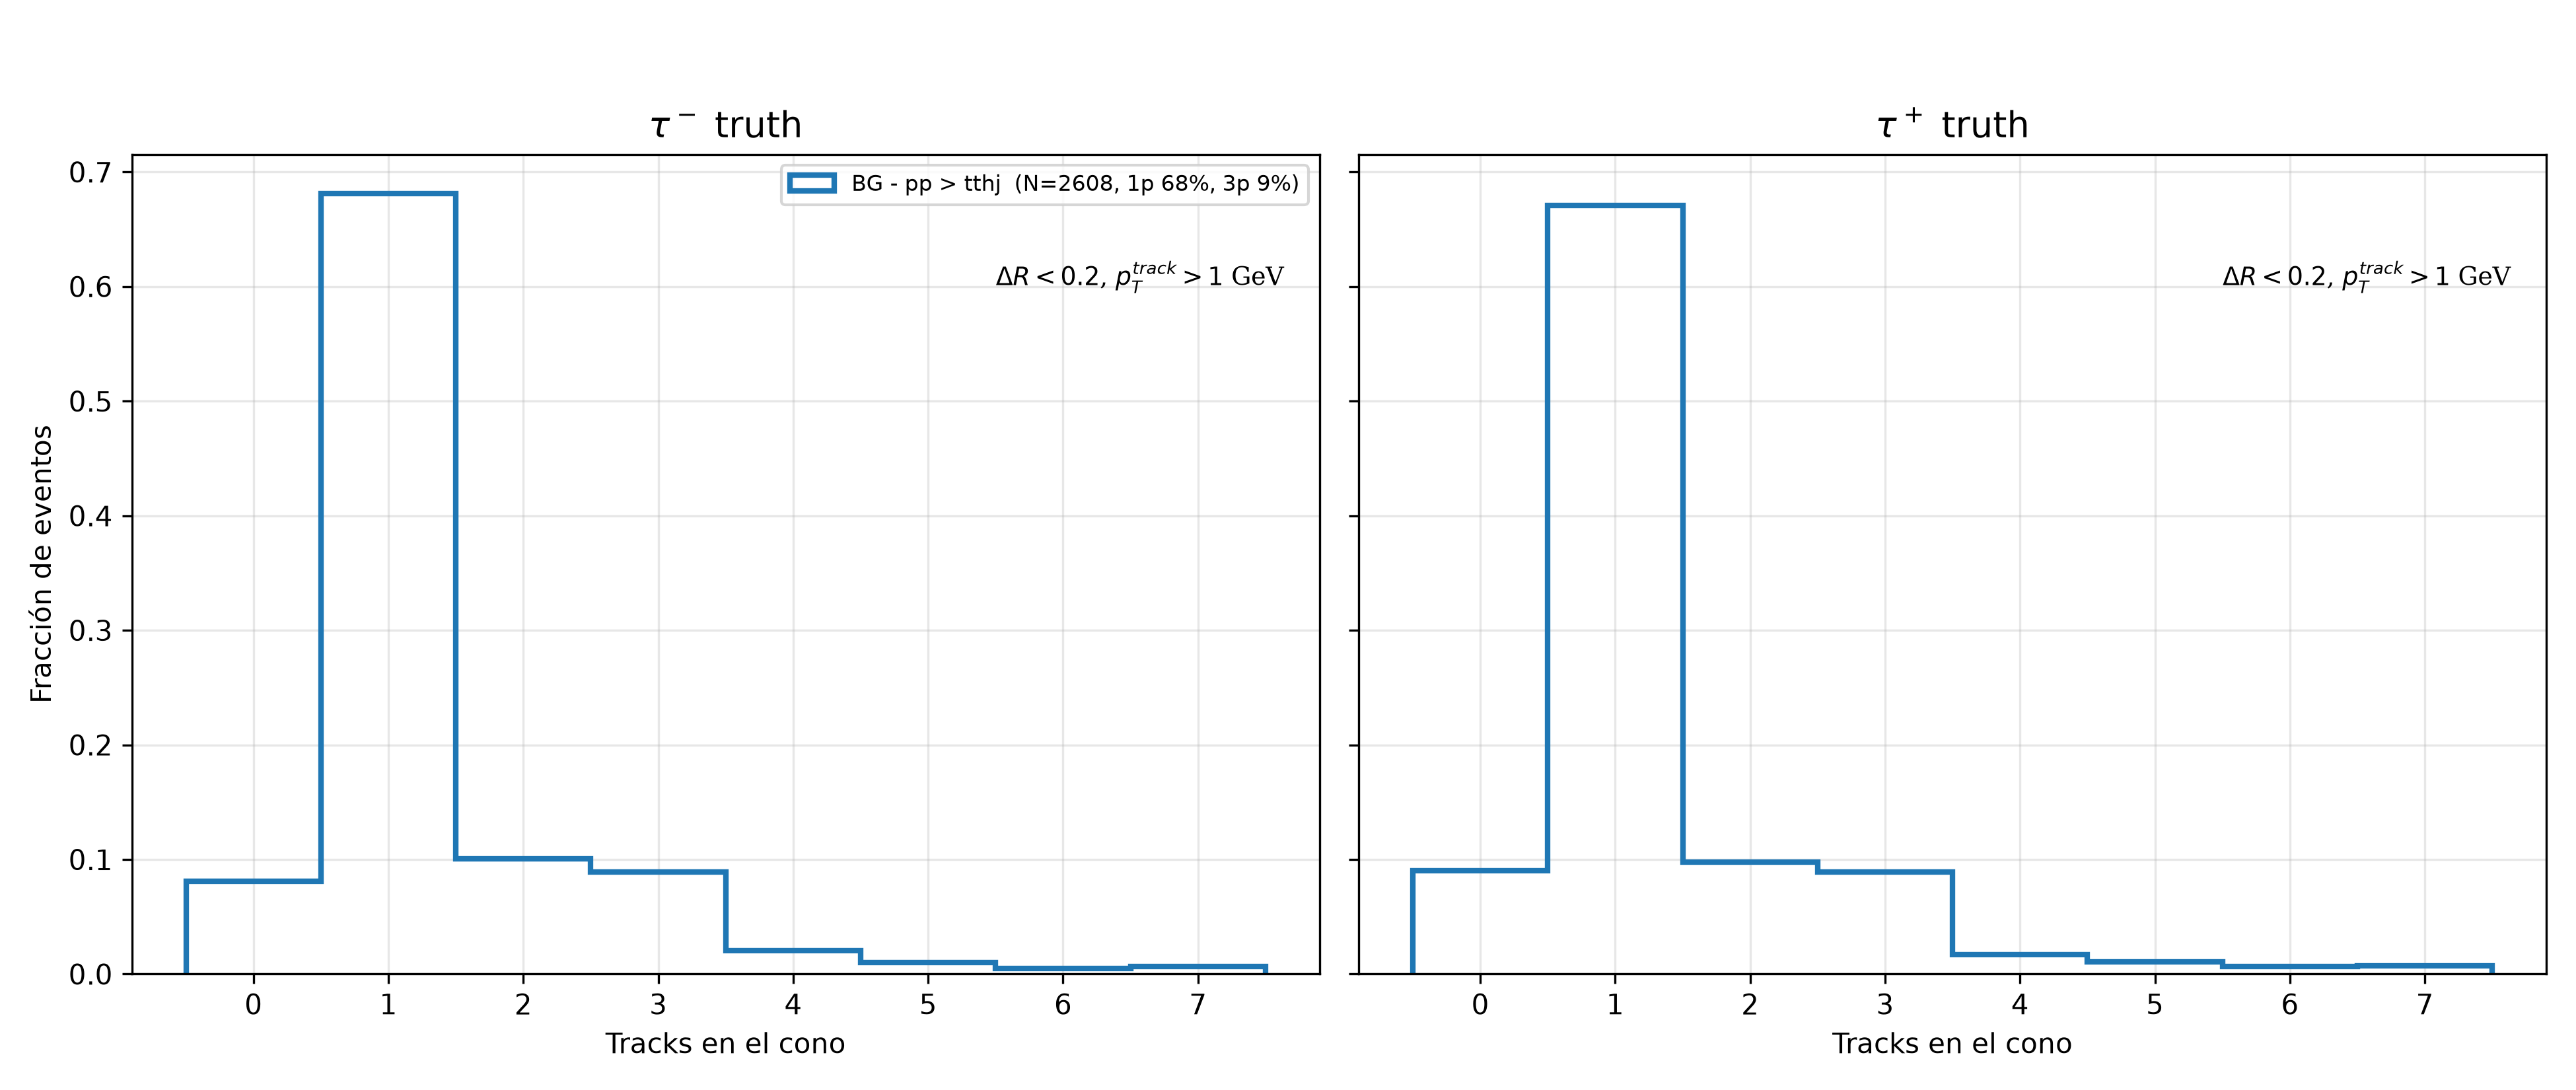 τ⁻ truth
τ⁺ truth
Fracción de eventos
0.7
0.6
0.5
0.4
0.3
0.2
0.1
0.0
BG - pp > tthj (N=2608, 1p 68%, 3p 9%)
ΔR < 0.2, p_T^{track} > 1 GeV
0 1 2 3 4 5 6 7
Tracks en el cono
ΔR < 0.2, p_T^{track} > 1 GeV
0 1 2 3 4 5 6 7
Tracks en el cono